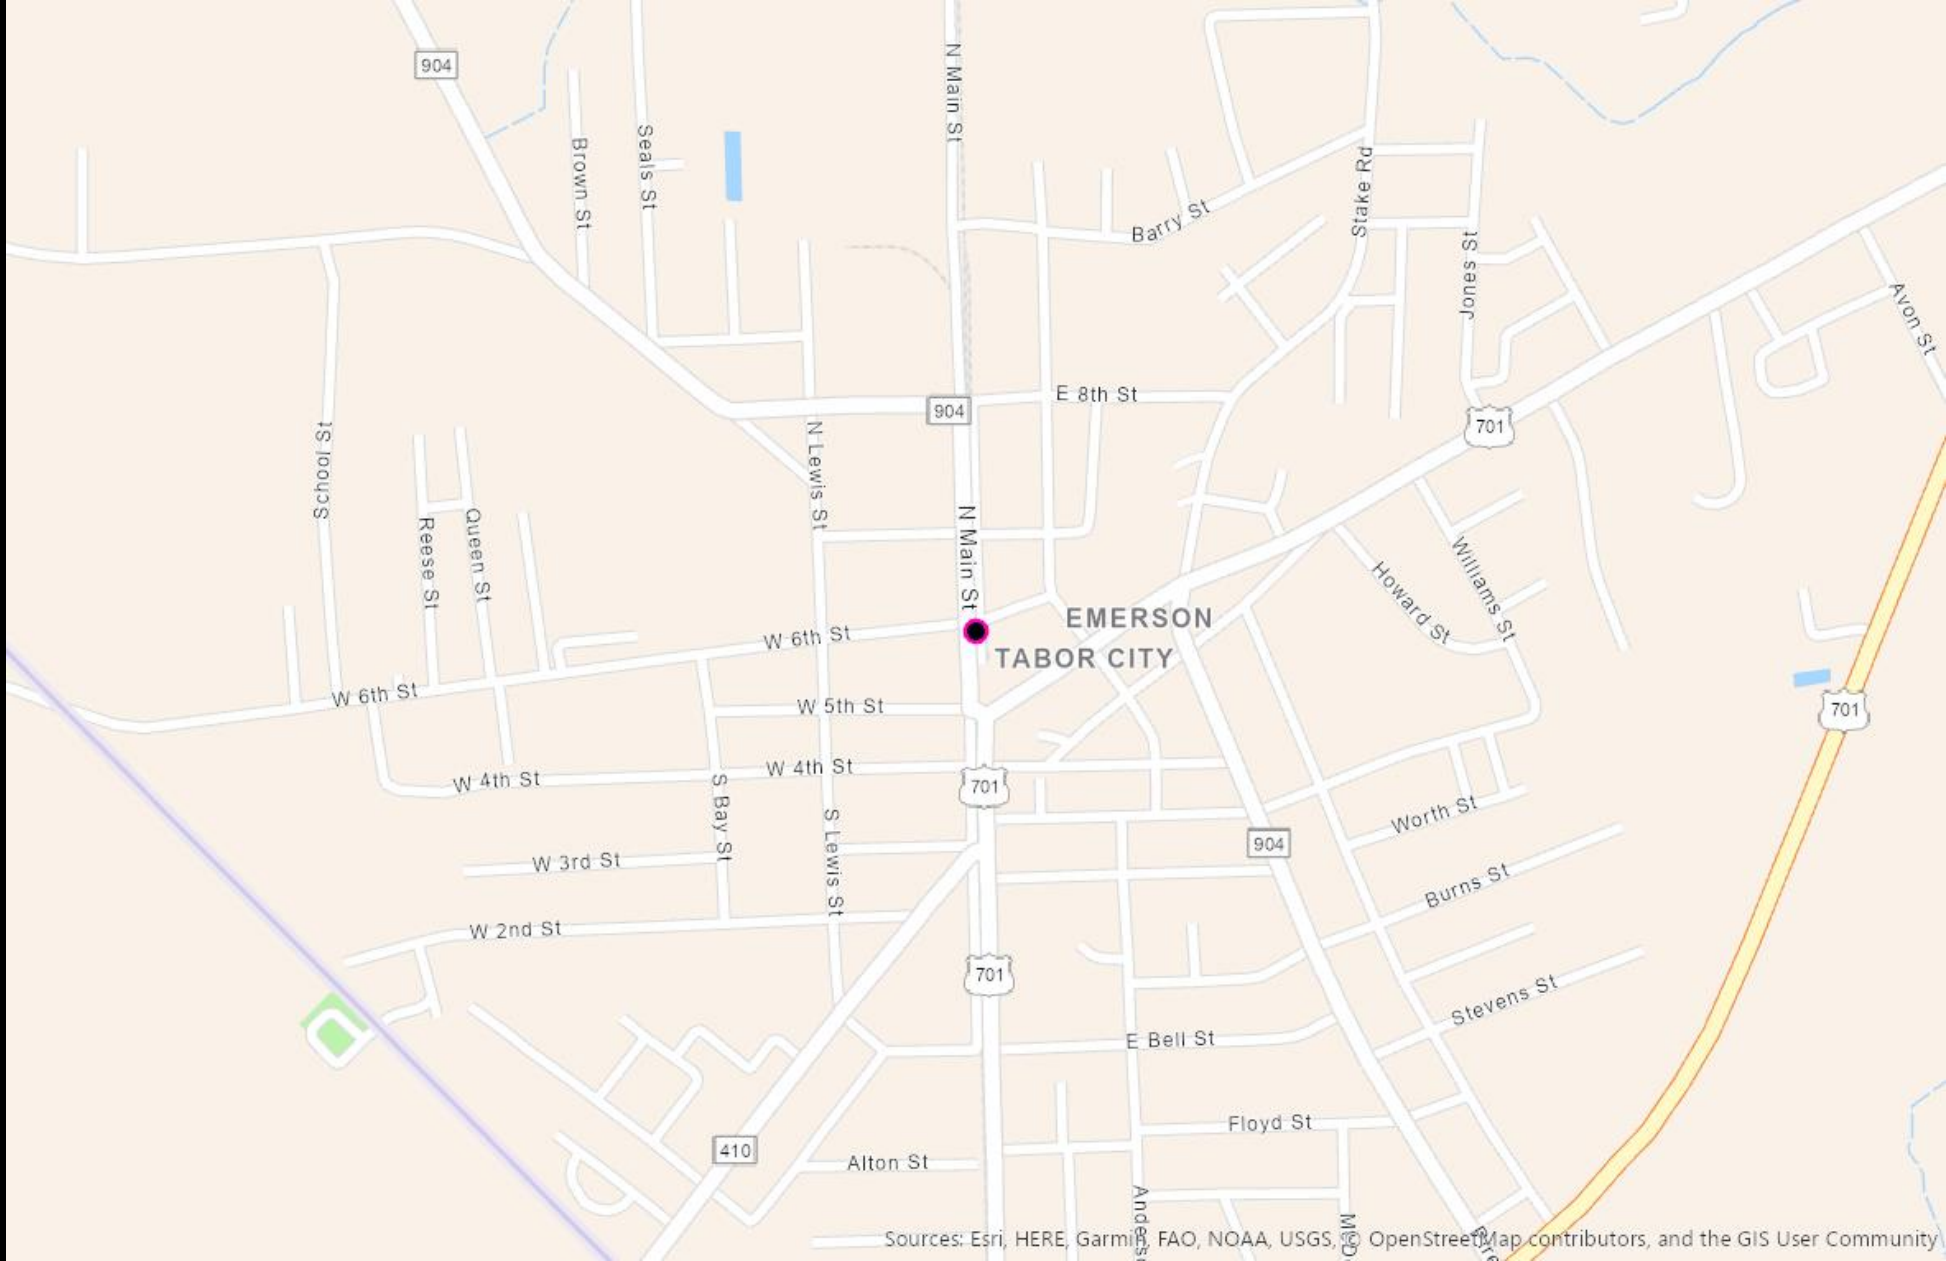 904
N Main St
Brown St
Seals St
Barry St
Stake Rd
Jones St
Avon St
904
E 8th St
701
School St
N Lewis St
Reese St
Queen St
N Main St
Howard St
Williams St
EMERSON
TABOR CITY
W 6th St
W 6th St
W 5th St
701
W 4th St
W 4th St
701
S Bay St
S Lewis St
Worth St
904
W 3rd St
Burns St
W 2nd St
701
Stevens St
E Bell St
Floyd St
410
Alton St
Sources: Esri, HERE, Garmin, FAO, NOAA, USGS, © OpenStreetMap contributors, and the GIS User Community